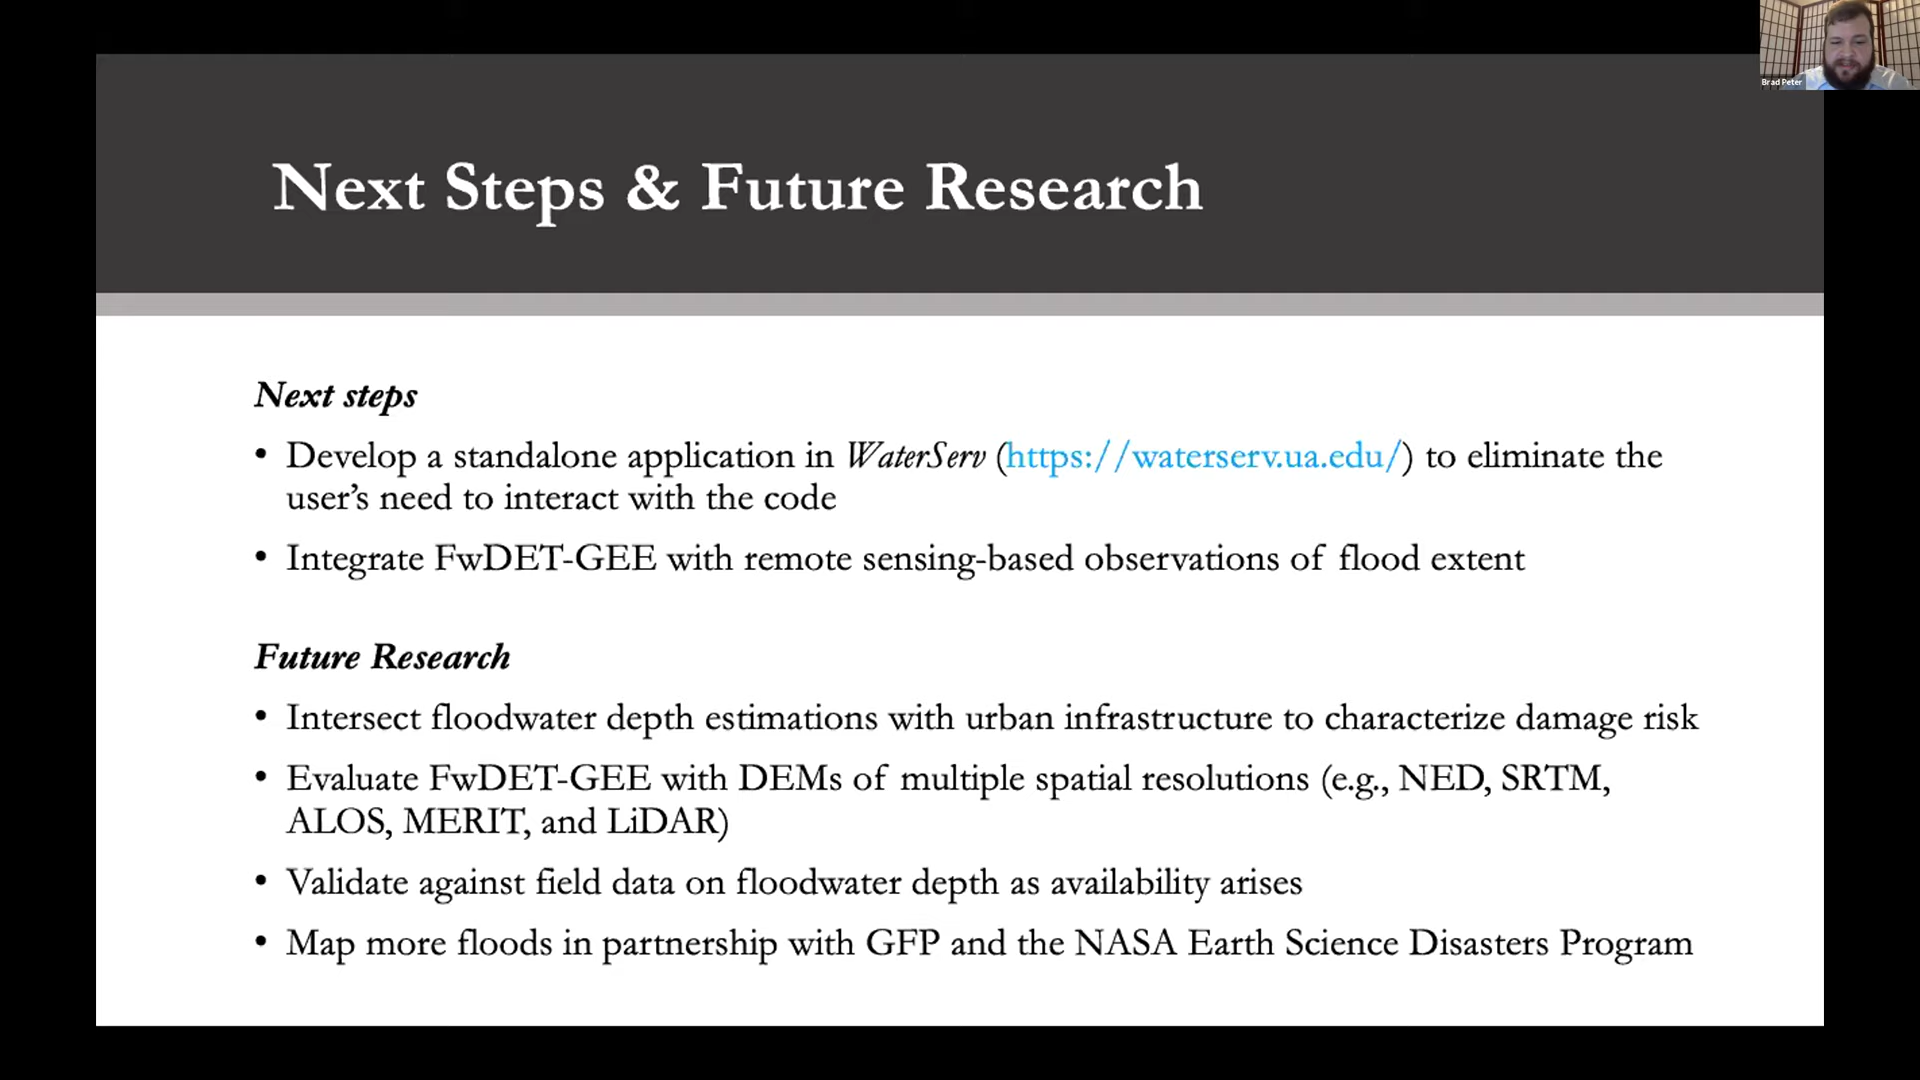 Brad Peter
Next Steps & Future Research
Next steps
• Develop a standalone application in WaterServ (https://waterserv.ua.edu/) to eliminate the
user’s need to interact with the code
• Integrate FwDET-GEE with remote sensing-based observations of flood extent
Future Research
• Intersect floodwater depth estimations with urban infrastructure to characterize damage risk
• Evaluate FwDET-GEE with DEMs of multiple spatial resolutions (e.g., NED, SRTM,
ALOS, MERIT, and LiDAR)
• Validate against field data on floodwater depth as availability arises
• Map more floods in partnership with GFP and the NASA Earth Science Disasters Program